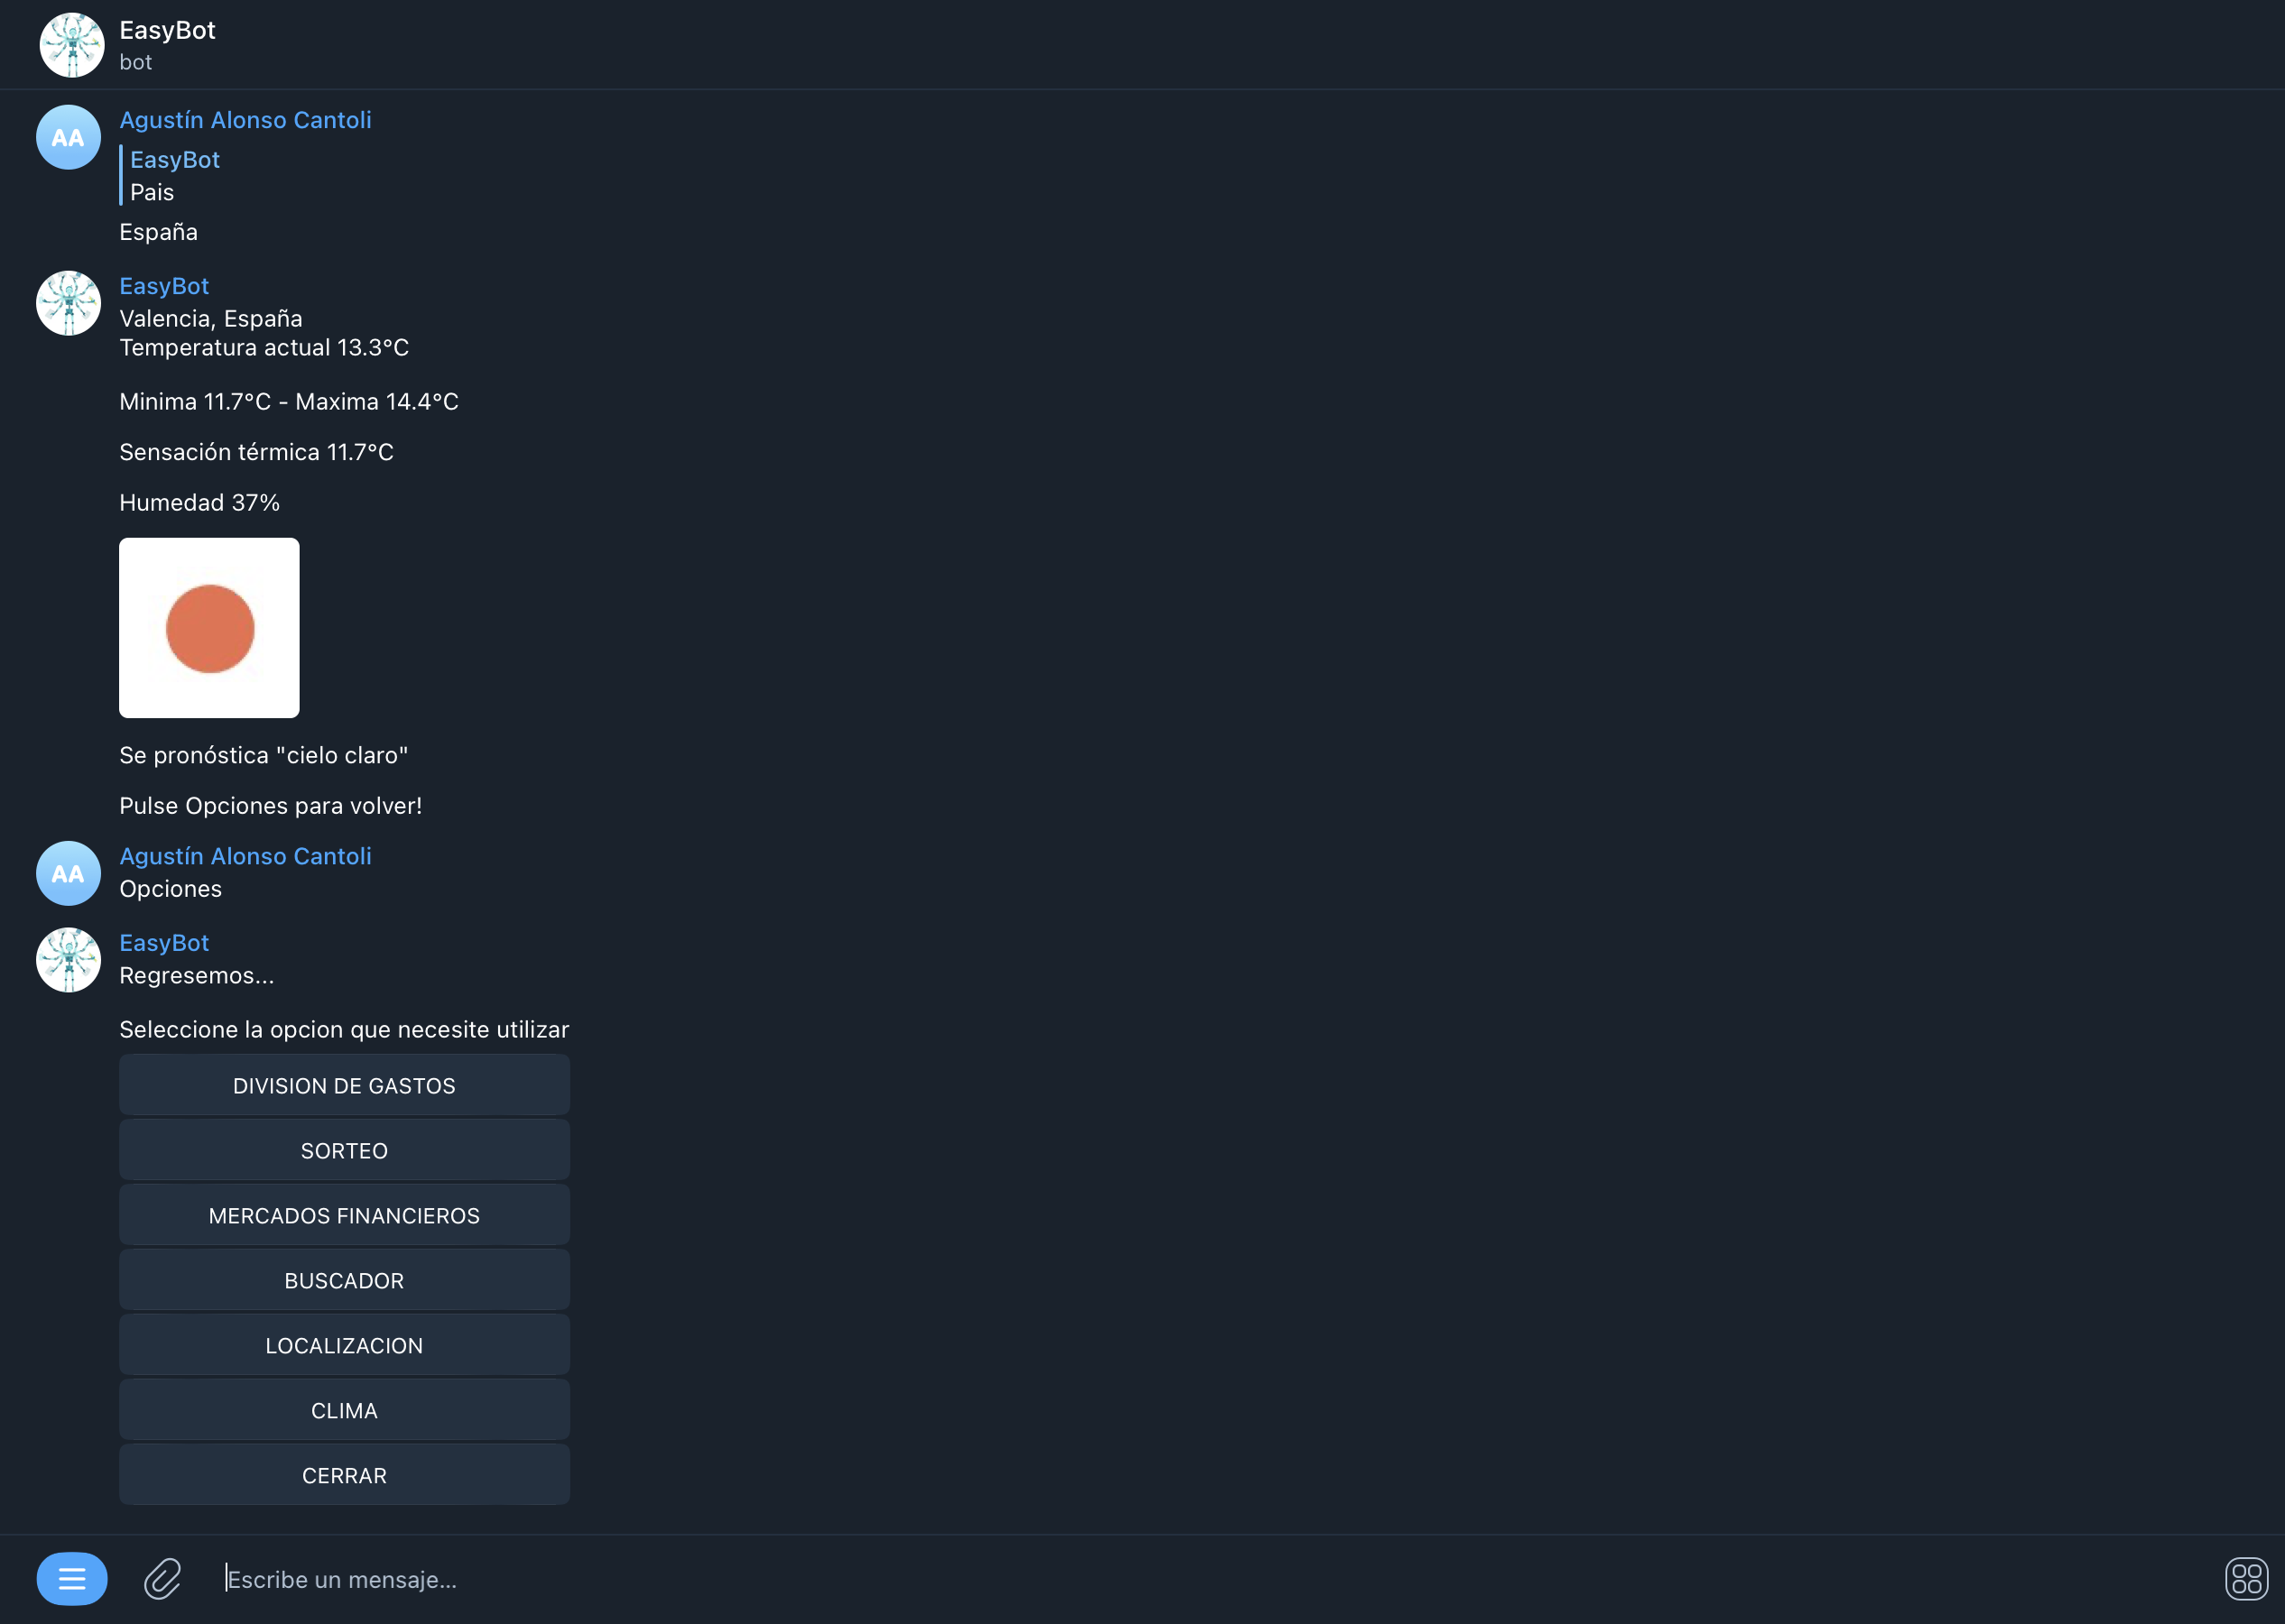 EasyBot
bot
Agustín Alonso Cantoli
EasyBot
Pais
España
EasyBot
Valencia, España
Temperatura actual 13.3°C
Minima 11.7°C - Maxima 14.4°C
Sensación térmica 11.7°C
Humedad 37%
Se pronóstica "cielo claro"
Pulse Opciones para volver!
Agustín Alonso Cantoli
Opciones
EasyBot
Regresemos...
Seleccione la opcion que necesite utilizar
DIVISION DE GASTOS
SORTEO
MERCADOS FINANCIEROS
BUSCADOR
LOCALIZACION
CLIMA
CERRAR
Escribe un mensaje...
AA
AA